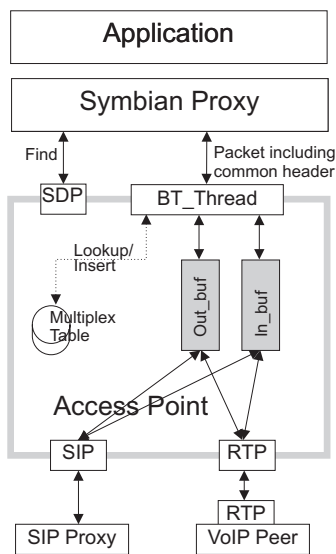 Application
Symbian Proxy
Find
Packet including
common header
SDP
BT_Thread
Lookup/
Insert
Multiplex
Table
Out_buf
In_buf
Access Point
SIP
RTP
RTP
SIP Proxy
VoIP Peer